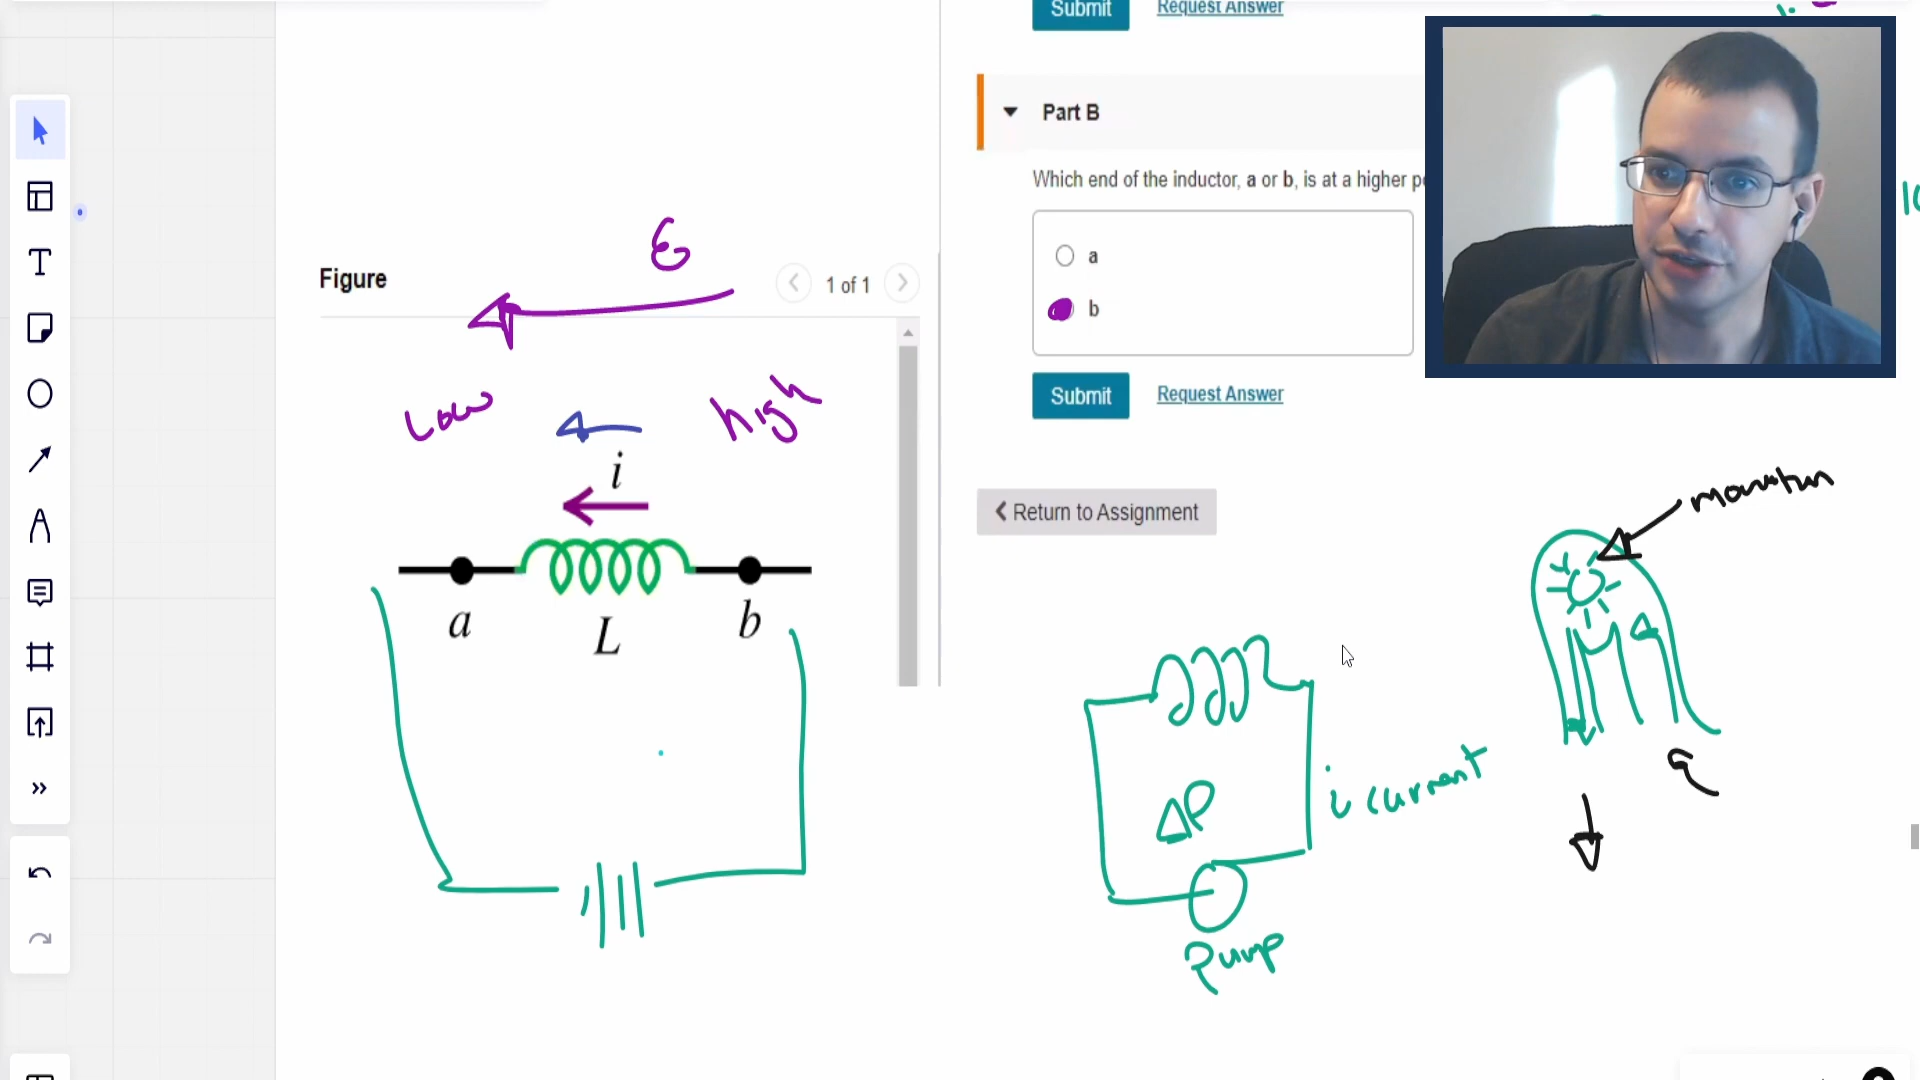 Submit Request Answer
Part B
Which end of the inductor, a or b, is at a higher
a
b
Submit Request Answer
Return to Assignment
Figure
1 of 1
ε
Low
high
i
a
L
b
ΔP
i current
Pump
T